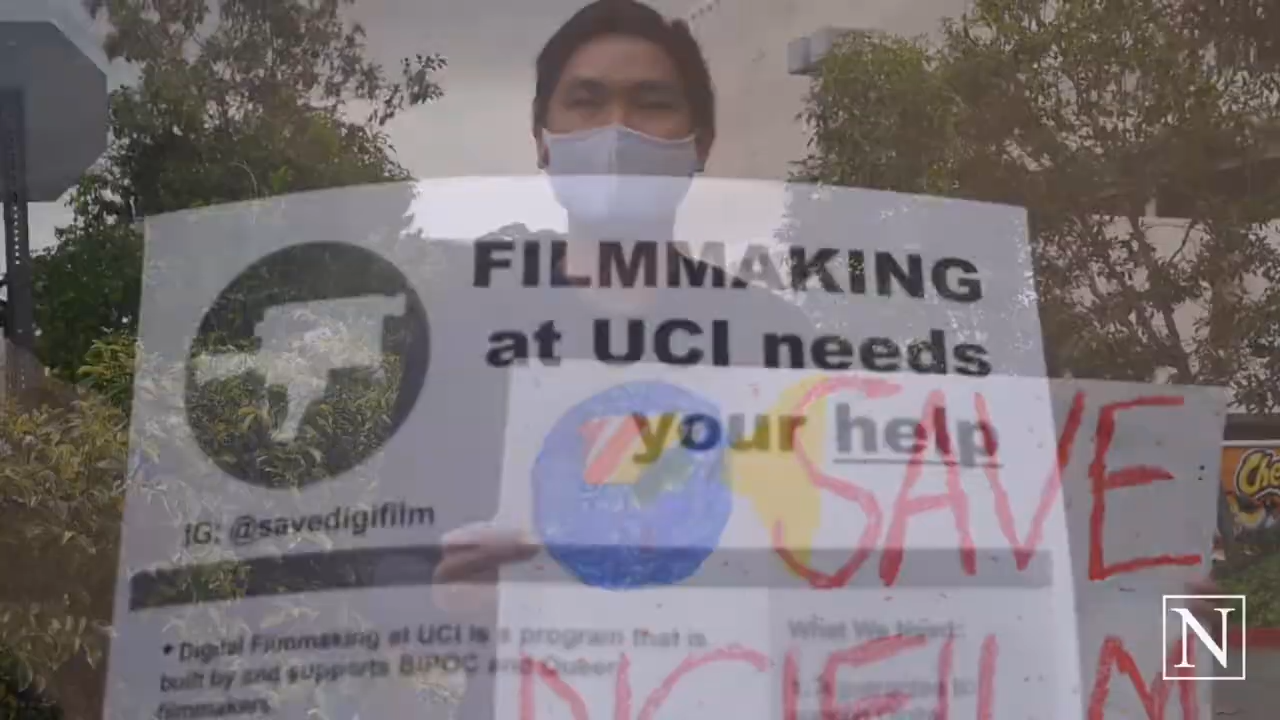 FILMMAKING
at UCI needs
your help
IG: @savedigifilm
SAVE
* Digital Filmmaking at UCI is a program that is
built by and supports BIPOC and Queer
filmmakers
What We Need:
Che
N